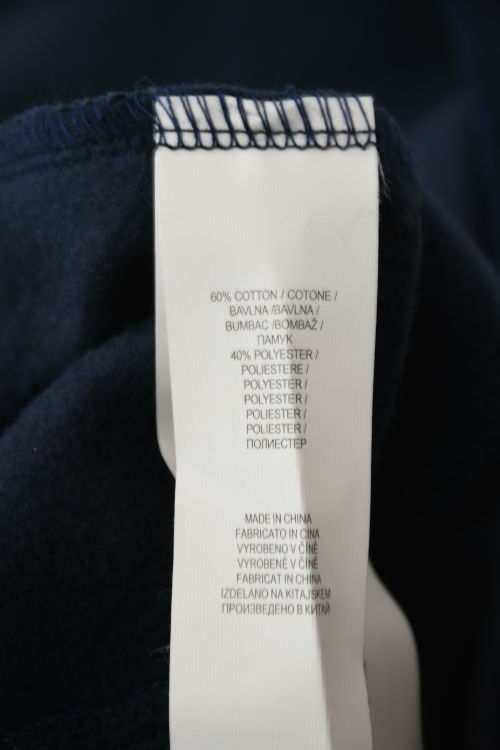 60% COTTON / COTONE /
BAVLNA /BAVLNA /
BUMBAC /BOMBAŽ /
ПАМУК
40% POLYESTER /
POLIESTERE /
POLYESTER /
POLYESTER /
POLIESTER /
POLIESTER /
ПОЛИЕСТЕР
MADE IN CHINA
FABRICATO IN CINA
VYROBENO V ČÍNĚ
VYROBENÉ V ČÍNĚ
FABRICAT IN CHINA
IZDELANO NA KITAJSKEM
ПРОИЗВЕДЕНО В КИТАЙ